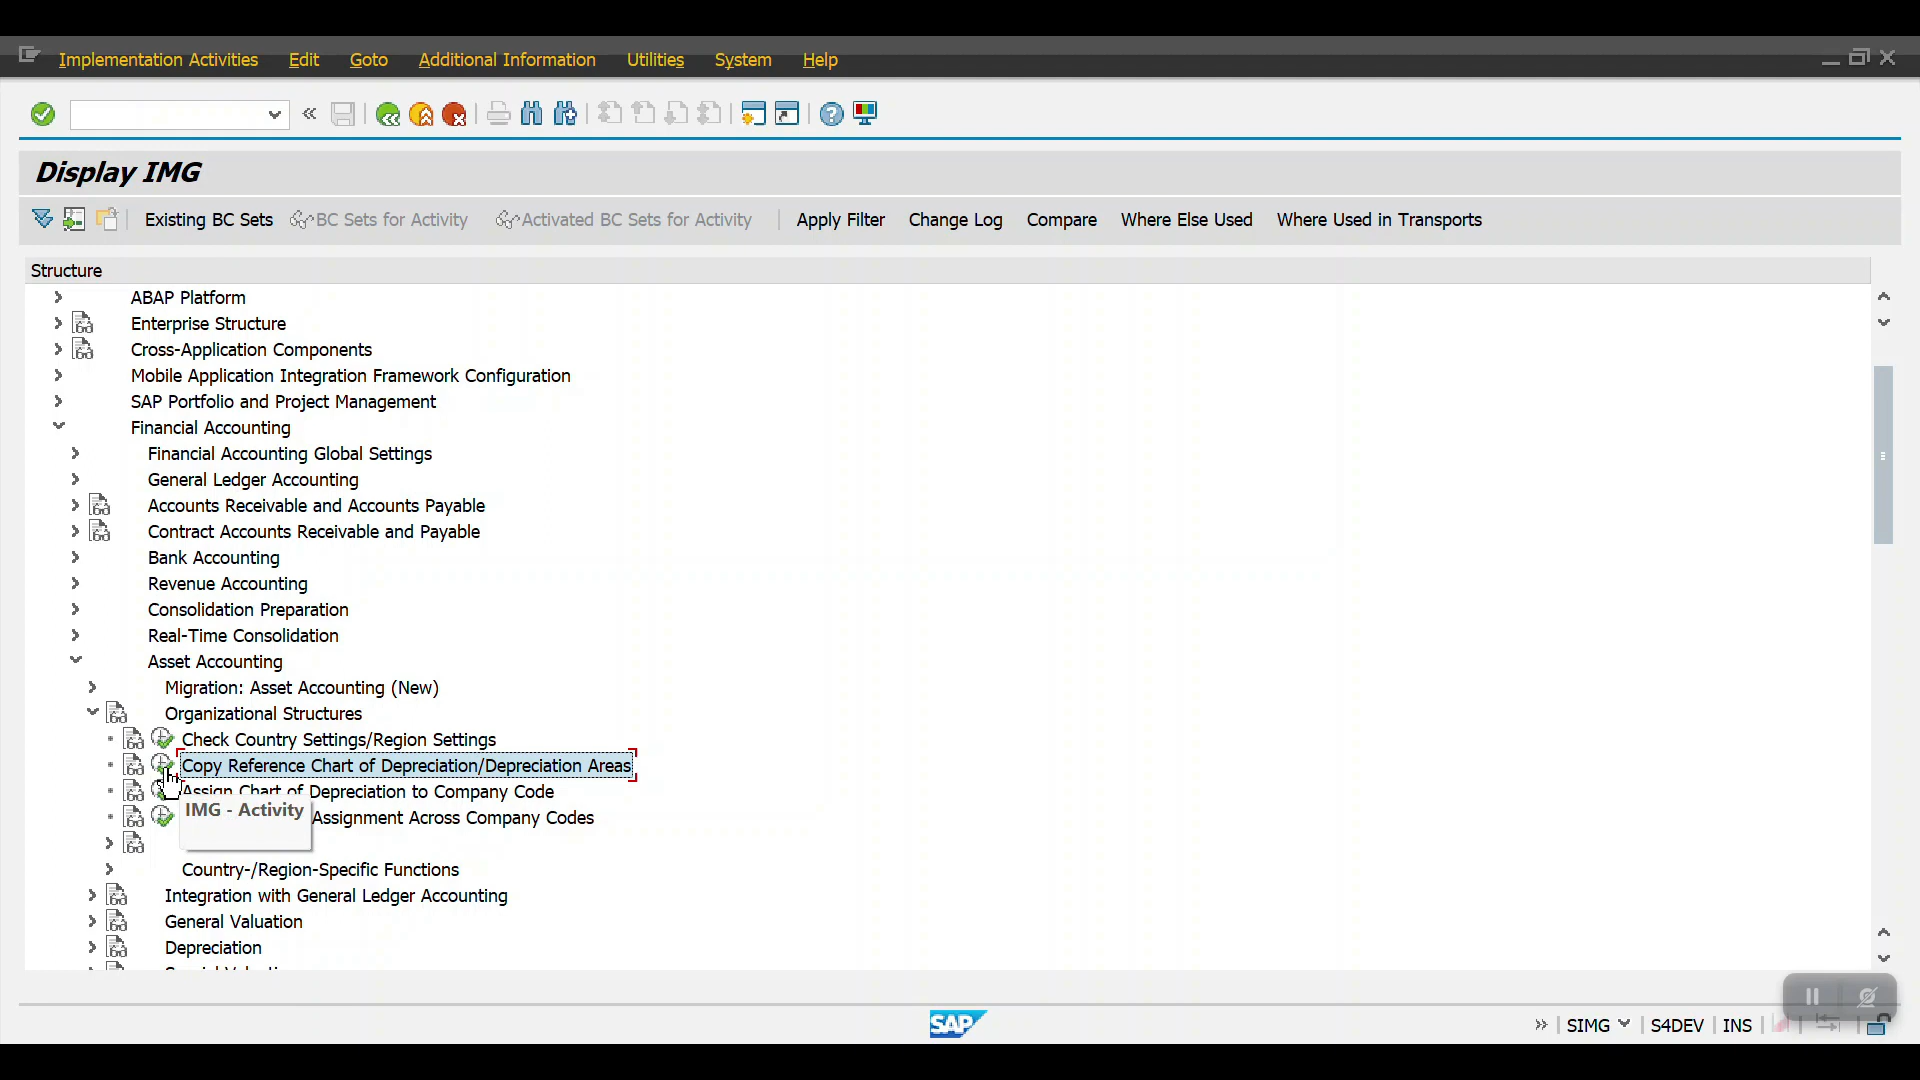 Implementation Activities Edit Goto Additional Information Utilities System Help
Display IMG
Existing BC Sets BC Sets for Activity Activated BC Sets for Activity Apply Filter Change Log Compare Where Else Used Where Used in Transports
Structure
ABAP Platform
Enterprise Structure
Cross-Application Components
Mobile Application Integration Framework Configuration
SAP Portfolio and Project Management
Financial Accounting
Financial Accounting Global Settings
General Ledger Accounting
Accounts Receivable and Accounts Payable
Contract Accounts Receivable and Payable
Bank Accounting
Revenue Accounting
Consolidation Preparation
Real-Time Consolidation
Asset Accounting
Migration: Asset Accounting (New)
Organizational Structures
Check Country Settings/Region Settings
Copy Reference Chart of Depreciation/Depreciation Areas
Assign Chart of Depreciation to Company Code
IMG - Activity
Assignment Across Company Codes
Country-/Region-Specific Functions
Integration with General Ledger Accounting
General Valuation
Depreciation
SAP SIMG S4DEV INS